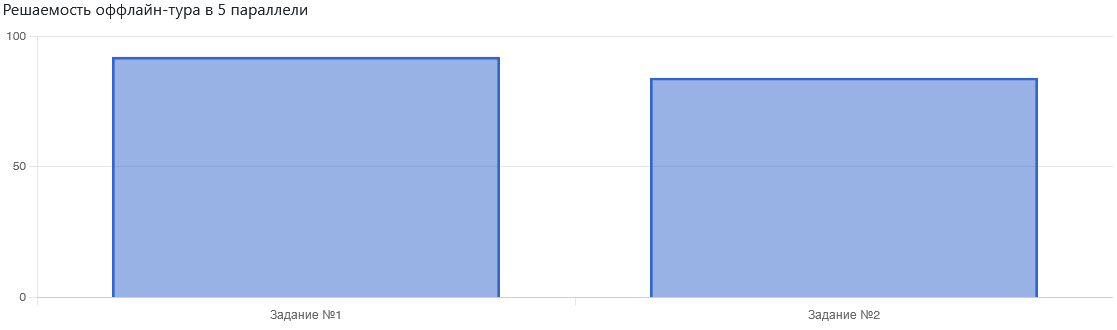 Решаемость оффлайн-тура в 5 параллели
100
50
0
Задание №1
Задание №2